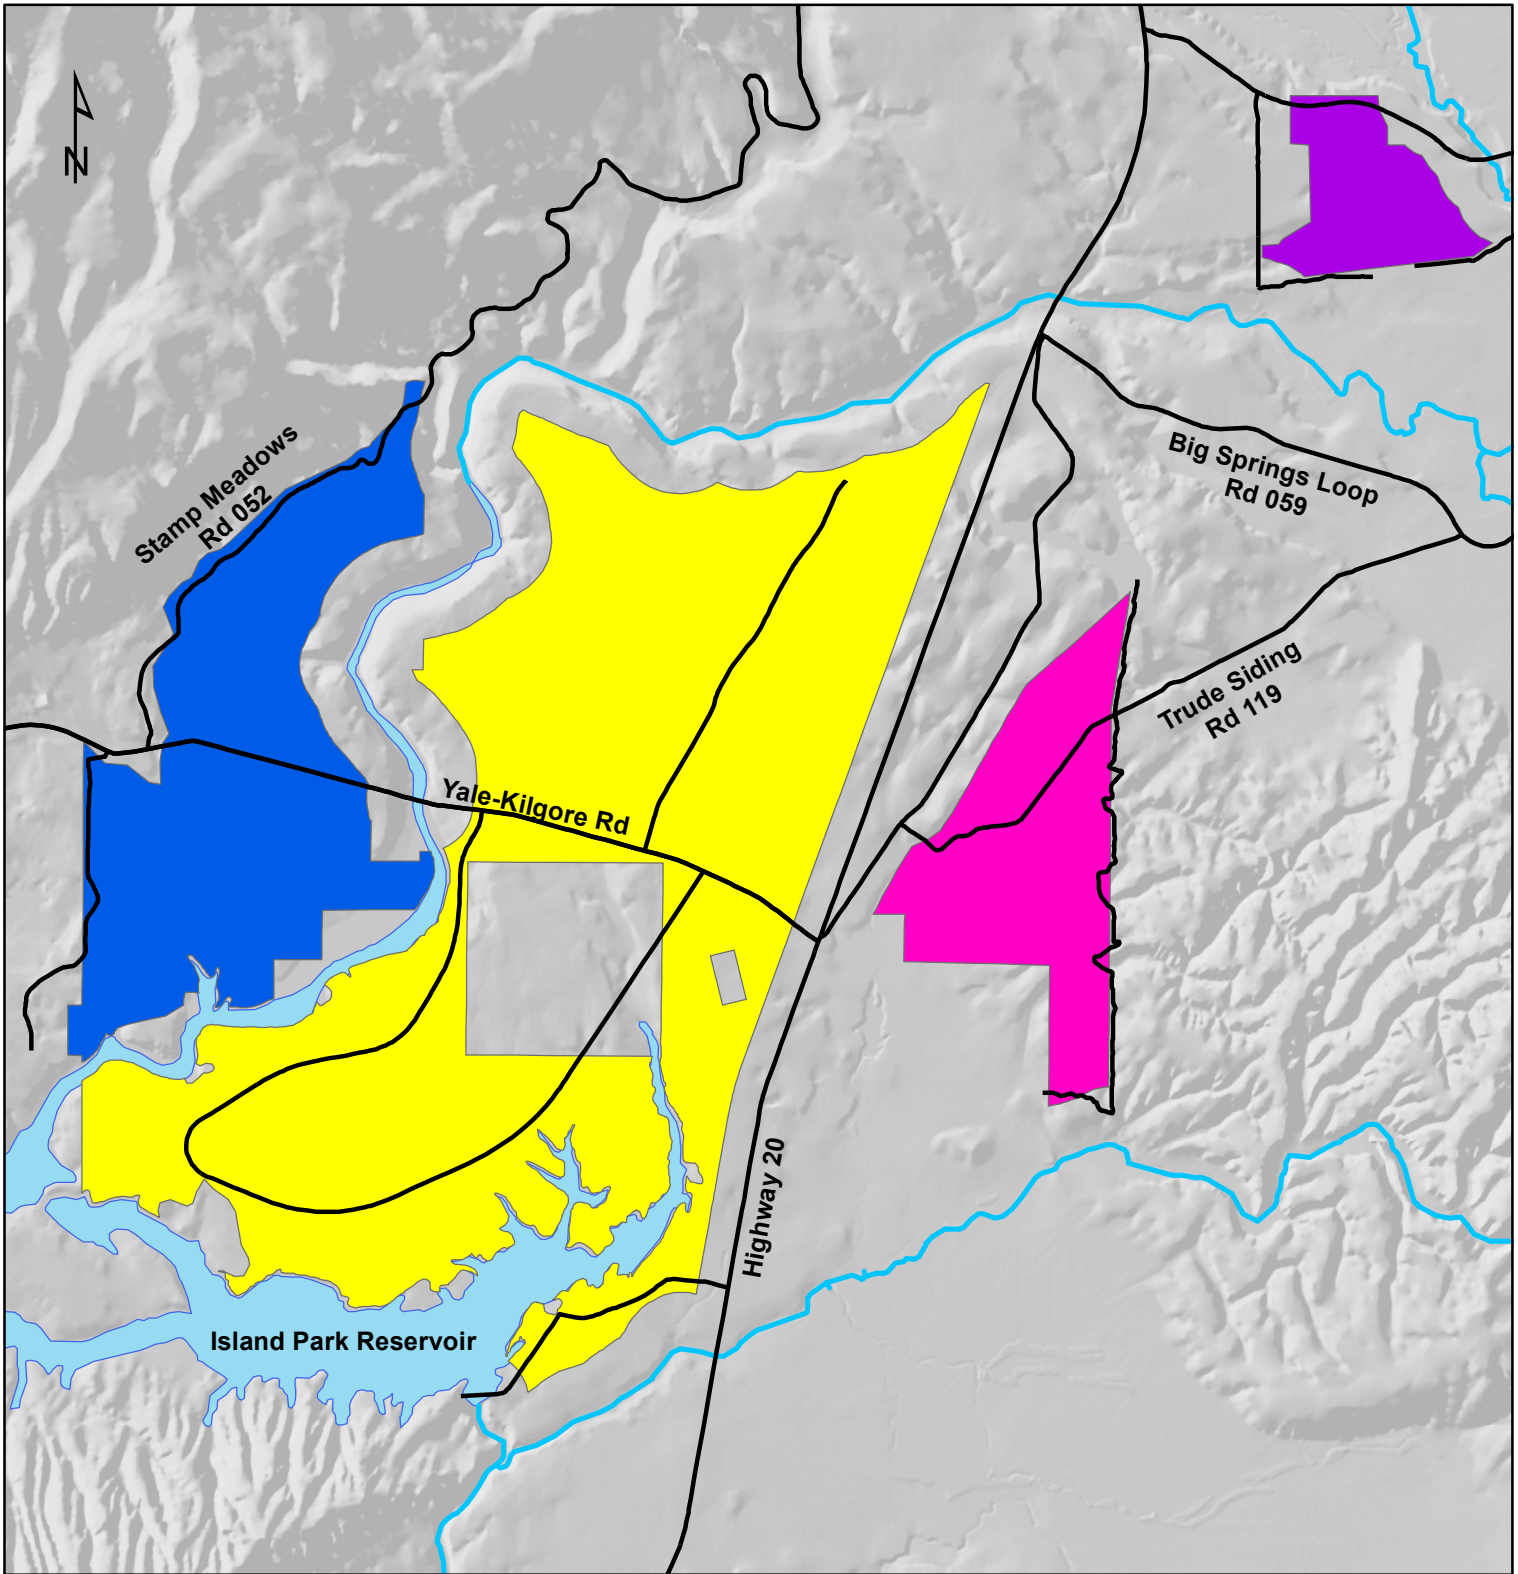 N
Stamp Meadows
Rd 052
Big Springs Loop
Rd 059
Trude Siding
Rd 119
Yale-Kilgore Rd
Highway 20
Island Park Reservoir